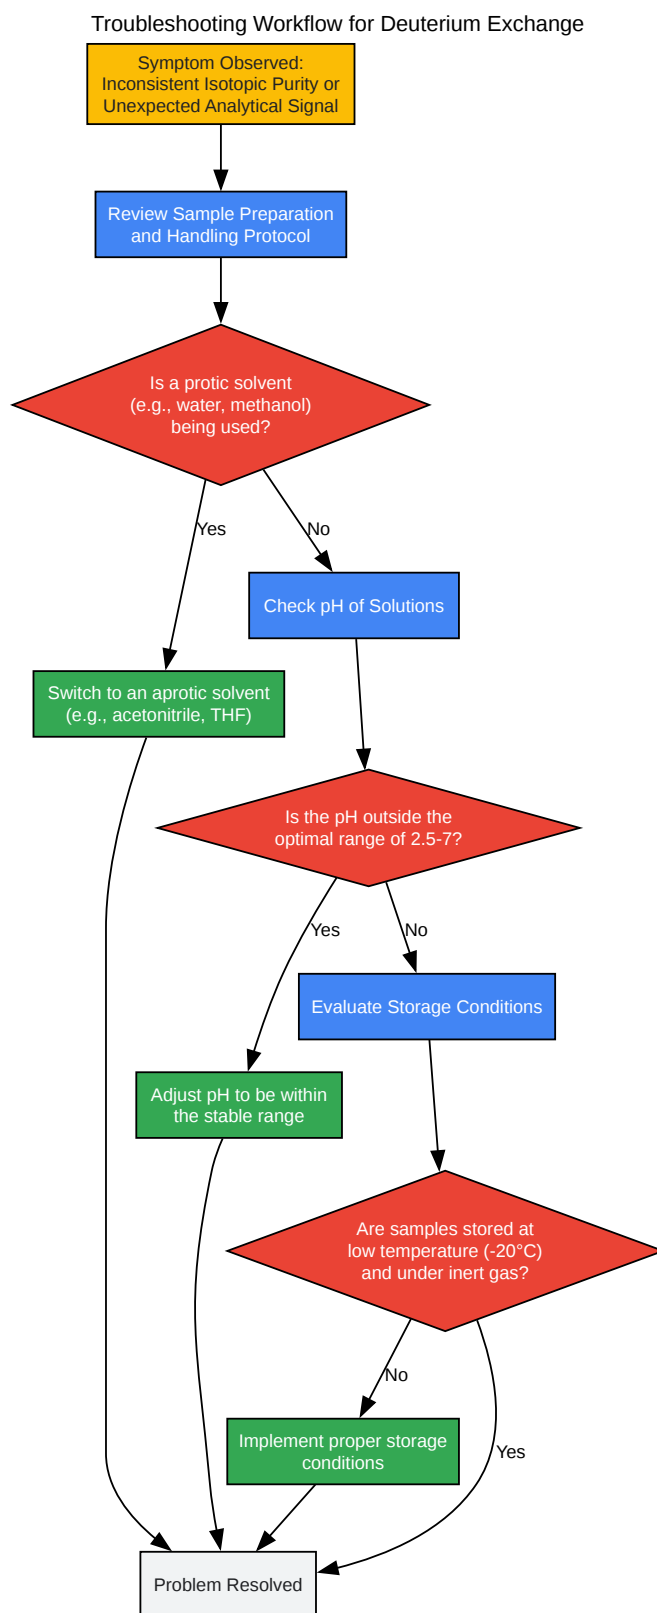 Troubleshooting Workflow for Deuterium Exchange
Symptom Observed:
Inconsistent Isotopic Purity or
Unexpected Analytical Signal
Review Sample Preparation
and Handling Protocol
Is a protic solvent
(e.g., water, methanol)
being used?
Yes
No
Check pH of Solutions
Switch to an aprotic solvent
(e.g., acetonitrile, THF)
Is the pH outside the
optimal range of 2.5-7?
Yes
No
Evaluate Storage Conditions
Adjust pH to be within
the stable range
Are samples stored at
low temperature (-20°C)
and under inert gas?
No
Implement proper storage
conditions
Yes
Problem Resolved